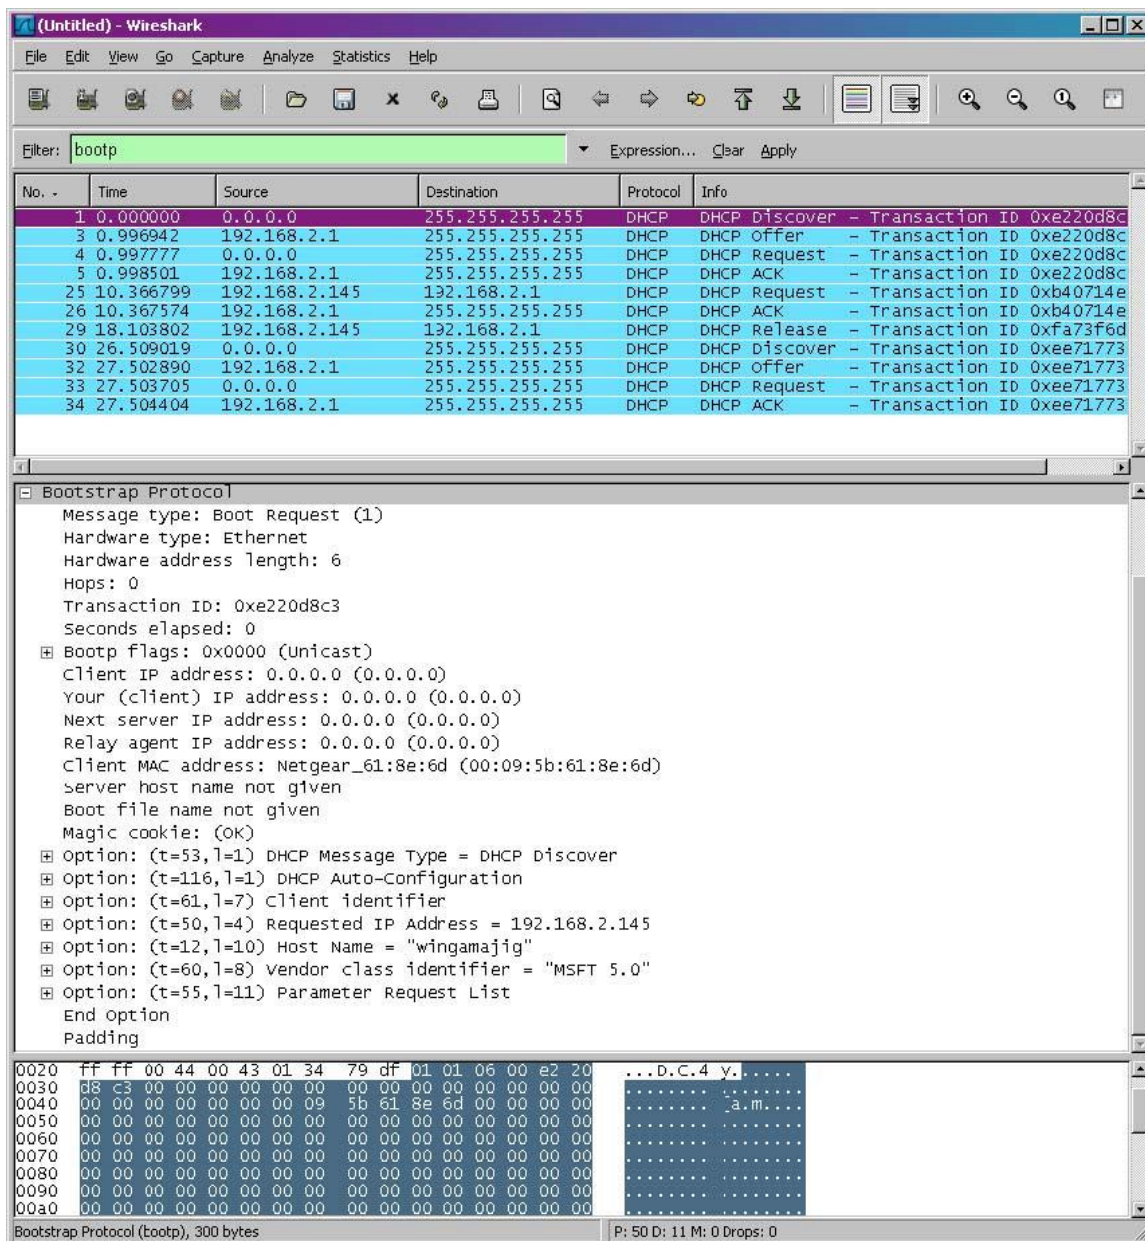 (Untitled) - Wireshark
File Edit View Go Capture Analyze Statistics Help
Filter: bootp Expression... Clear Apply
No. - Time Source Destination Protocol Info
1 0.000000 0.0.0.0 255.255.255.255 DHCP DHCP Discover - Transaction ID 0xe220d8c
3 0.996942 192.168.2.1 255.255.255.255 DHCP DHCP Offer - Transaction ID 0xe220d8c
4 0.997777 0.0.0.0 255.255.255.255 DHCP DHCP Request - Transaction ID 0xe220d8c
5 0.998501 192.168.2.1 255.255.255.255 DHCP DHCP ACK - Transaction ID 0xe220d8c
25 10.366799 192.168.2.145 192.168.2.1 DHCP DHCP Request - Transaction ID 0xb40714e
26 10.367574 192.168.2.1 255.255.255.255 DHCP DHCP ACK - Transaction ID 0xb40714e
29 18.103802 192.168.2.145 192.168.2.1 DHCP DHCP Release - Transaction ID 0xfa73f6d
30 26.509019 0.0.0.0 255.255.255.255 DHCP DHCP Discover - Transaction ID 0xee71773
32 27.502890 192.168.2.1 255.255.255.255 DHCP DHCP Offer - Transaction ID 0xee71773
33 27.503705 0.0.0.0 255.255.255.255 DHCP DHCP Request - Transaction ID 0xee71773
34 27.504404 192.168.2.1 255.255.255.255 DHCP DHCP ACK - Transaction ID 0xee71773
Bootstrap Protocol
Message type: Boot Request (1)
Hardware type: Ethernet
Hardware address length: 6
Hops: 0
Transaction ID: 0xe220d8c3
Seconds elapsed: 0
Bootp flags: 0x0000 (Unicast)
Client IP address: 0.0.0.0 (0.0.0.0)
Your (client) IP address: 0.0.0.0 (0.0.0.0)
Next server IP address: 0.0.0.0 (0.0.0.0)
Relay agent IP address: 0.0.0.0 (0.0.0.0)
Client MAC address: Netgear_61:8e:6d (00:09:5b:61:8e:6d)
Server host name not given
Boot file name not given
Magic cookie: (OK)
Option: (t=53,l=1) DHCP Message Type = DHCP Discover
Option: (t=116,l=1) DHCP Auto-Configuration
Option: (t=61,l=7) Client identifier
Option: (t=50,l=4) Requested IP Address = 192.168.2.145
Option: (t=12,l=10) Host Name = "wingamajig"
Option: (t=60,l=8) Vendor class identifier = "MSFT 5.0"
Option: (t=55,l=11) Parameter Request List
End Option
Padding
0020 ff ff 00 44 00 43 01 34 79 df 01 01 06 00 e2 20 ...D.C.4 y.......
0030 d8 c3 00 00 00 00 00 00 00 00 00 00 00 00 00 00 ........ ........
0040 00 00 00 00 00 00 00 09 5b 61 8e 6d 00 00 00 00 ........ [a.m....
0050 00 00 00 00 00 00 00 00 00 00 00 00 00 00 00 00 ........ ........
0060 00 00 00 00 00 00 00 00 00 00 00 00 00 00 00 00 ........ ........
0070 00 00 00 00 00 00 00 00 00 00 00 00 00 00 00 00 ........ ........
0080 00 00 00 00 00 00 00 00 00 00 00 00 00 00 00 00 ........ ........
0090 00 00 00 00 00 00 00 00 00 00 00 00 00 00 00 00 ........ ........
00a0 00 00 00 00 00 00 00 00 00 00 00 00 00 00 00 00 ........ ........
Bootstrap Protocol (bootp), 300 bytes P: 50 D: 11 M: 0 Drops: 0